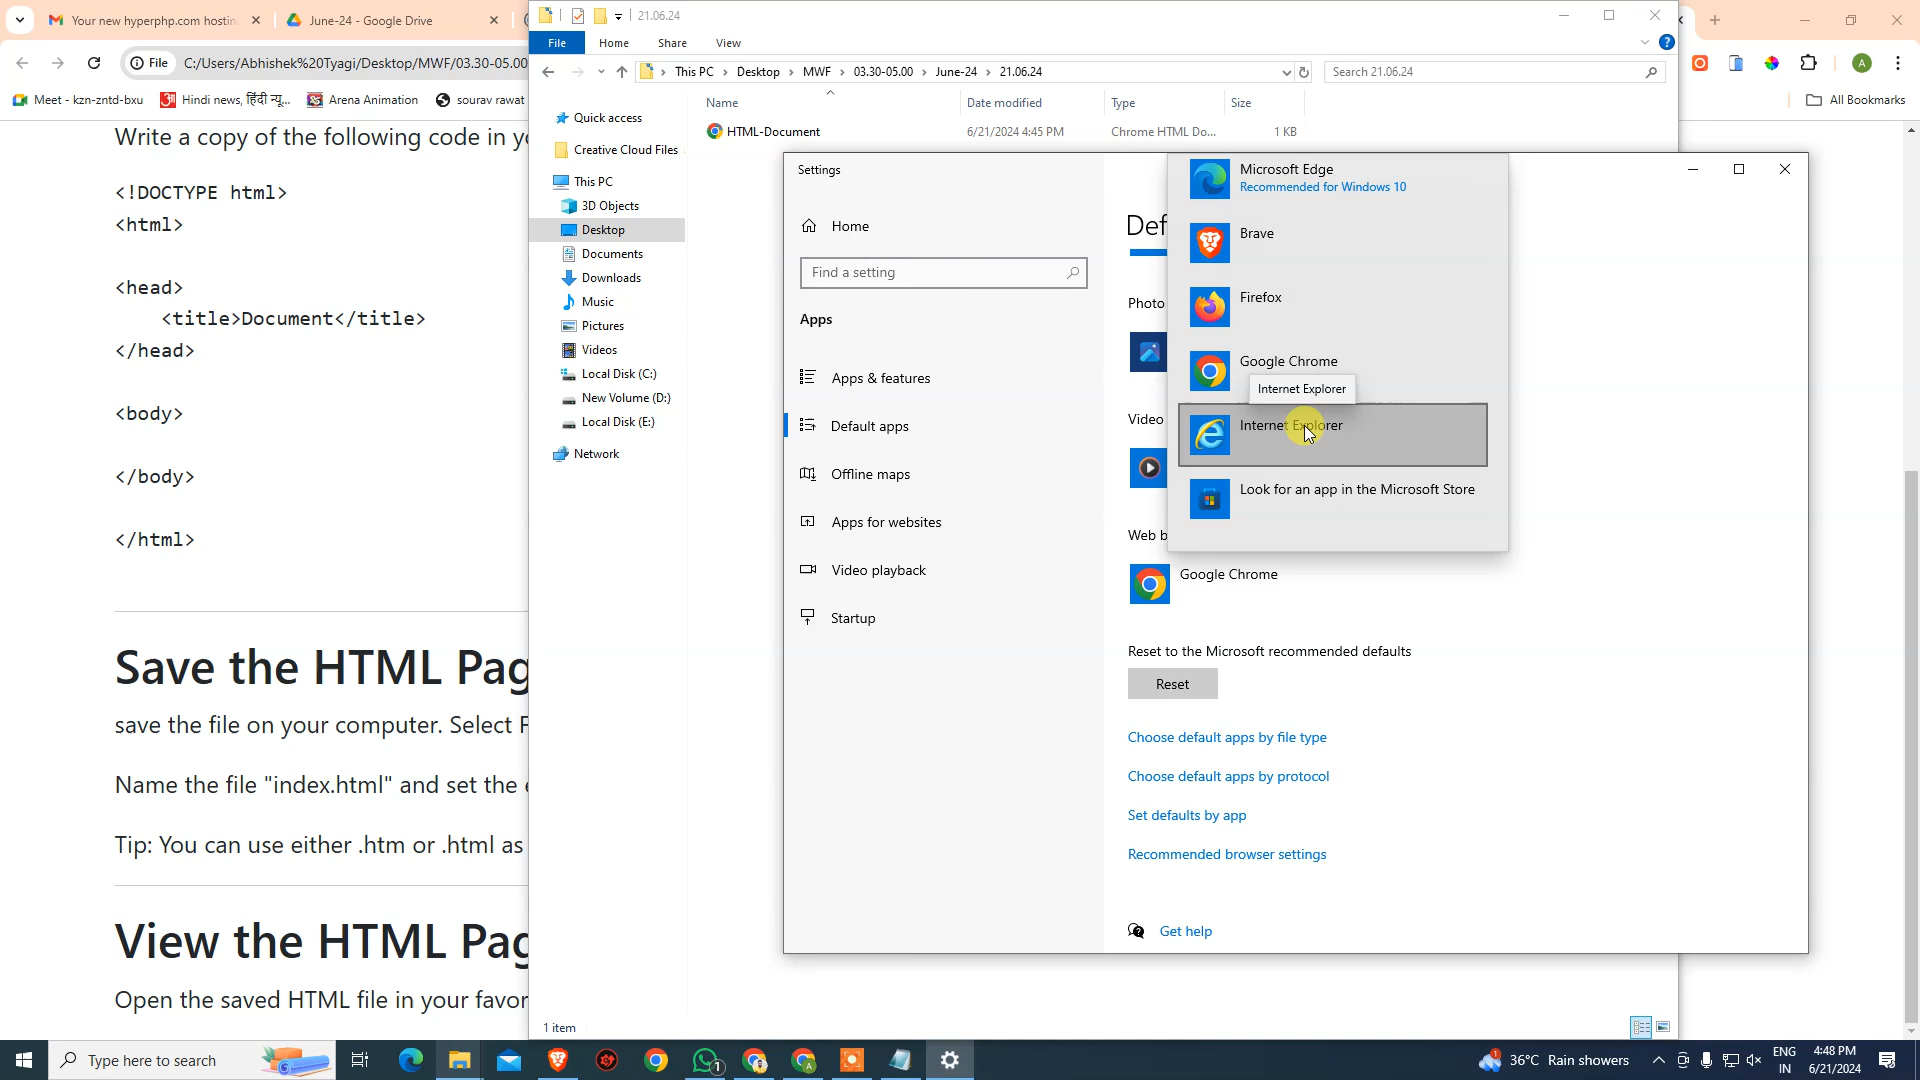 Your new hyperphp.com hostin
June-24 - Google Drive
File
C:/Users/Abhishek%20Tyagi/Desktop/MWF/03.30-05.00
Meet - kzn-zntd-bxu
Hindi news, हिंदी न्यू...
Arena Animation
sourav rawat
All Bookmarks
A
Write a copy of the following code in yo
<!DOCTYPE html>
<html>
<head>
<title>Document</title>
</head>
<body>
</body>
</html>
Save the HTML Pag
save the file on your computer. Select F
Name the file "index.html" and set the e
Tip: You can use either .htm or .html as
View the HTML Pag
Open the saved HTML file in your favor
21.06.24
File
Home
Share
View
This PC
Desktop
MWF
03.30-05.00
June-24
21.06.24
Search 21.06.24
Name
Date modified
Type
Size
HTML-Document
6/21/2024 4:45 PM
Chrome HTML Do...
1 KB
Quick access
Creative Cloud Files
This PC
3D Objects
Desktop
Documents
Downloads
Music
Pictures
Videos
Local Disk (C:)
New Volume (D:)
Local Disk (E:)
Network
1 item
Settings
Home
Find a setting
Apps
Apps & features
Default apps
Offline maps
Apps for websites
Video playback
Startup
Def
Photo
Video
Web b
Google Chrome
Microsoft Edge
Recommended for Windows 10
Brave
Firefox
Google Chrome
Internet Explorer
Internet Explorer
Look for an app in the Microsoft Store
Reset to the Microsoft recommended defaults
Reset
Choose default apps by file type
Choose default apps by protocol
Set defaults by app
Recommended browser settings
Get help
Type here to search
1
36°C Rain showers
ENG
IN
4:48 PM
6/21/2024